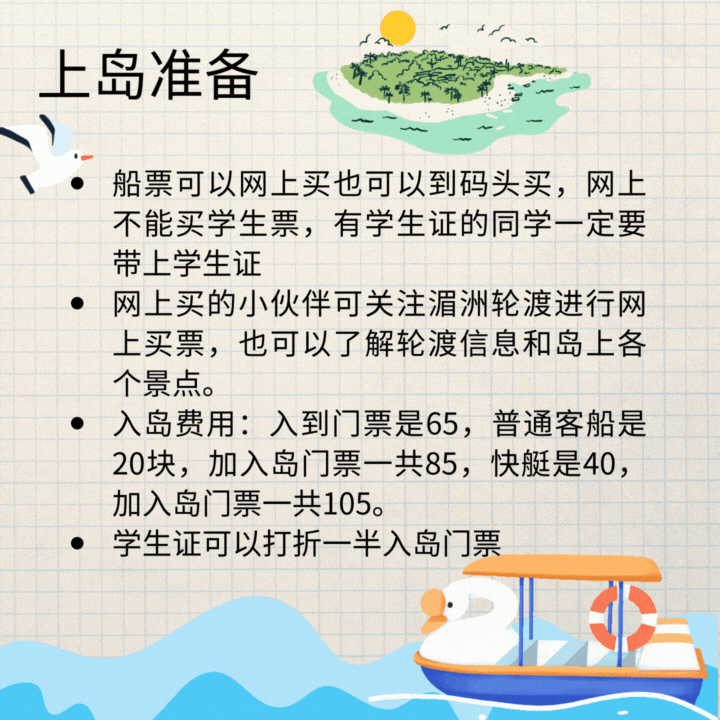 上岛准备
• 船票可以网上买也可以到码头买，网上
不能买学生票，有学生证的同学一定要
带上学生证
• 网上买的小伙伴可关注湄洲轮渡进行网
上买票，也可以了解轮渡信息和岛上各
个景点。
• 入岛费用：入到门票是65，普通客船是
20块，加入岛门票一共85，快艇是40，
加入岛门票一共105。
• 学生证可以打折一半入岛门票